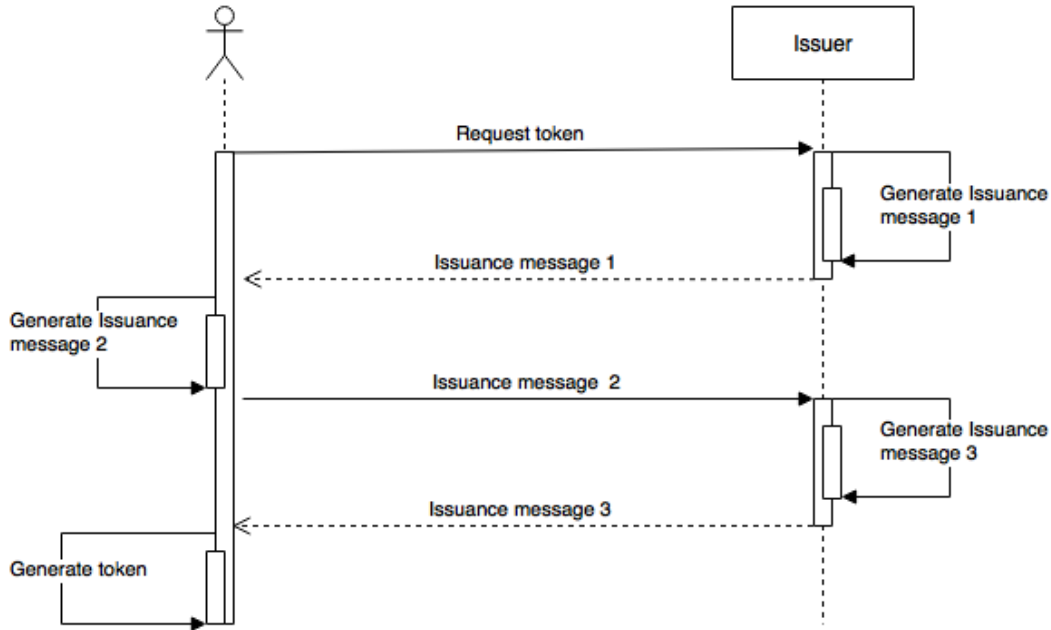 Issuer
Request token
Generate Issuance
message 1
Issuance message 1
Generate Issuance
message 2
Issuance message 2
Generate Issuance
message 3
Issuance message 3
Generate token